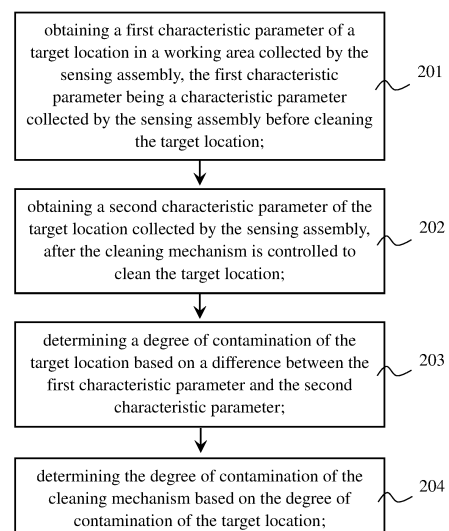 obtaining a first characteristic parameter of a
target location in a working area collected by the
sensing assembly, the first characteristic
parameter being a characteristic parameter
collected by the sensing assembly before cleaning
the target location;
201
obtaining a second characteristic parameter of the
target location collected by the sensing assembly,
after the cleaning mechanism is controlled to
clean the target location;
202
determining a degree of contamination of the
target location based on a difference between the
first characteristic parameter and the second
characteristic parameter;
203
determining the degree of contamination of the
cleaning mechanism based on the degree of
contamination of the target location;
204